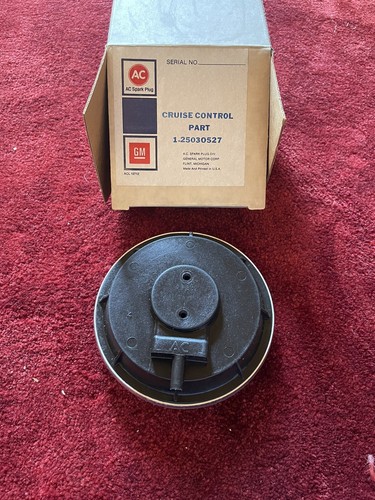 SERIAL NO
AC
AC Spark Plug
CRUISE CONTROL
PART
1-25030527
GM
A.C. SPARK PLUG DIV.
GENERAL MOTOR CORP.
FLINT, MICHIGAN
Made And Printed In U.S.A.
AC